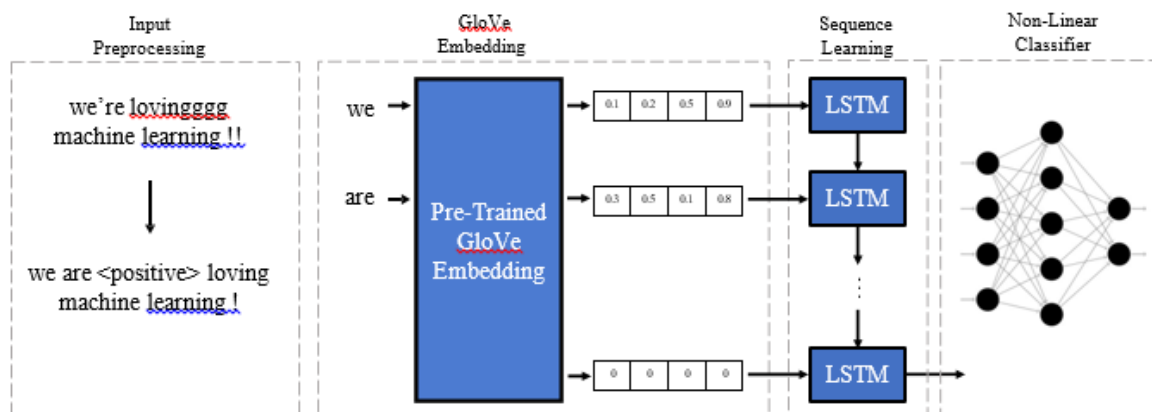 Input
Preprocessing
GloVe
Embedding
Sequence
Learning
Non-Linear
Classifier
we’re lovingggg
machine learning !!
we are <positive> loving
machine learning !
we
are
Pre-Trained
GloVe
Embedding
0.1 0.2 0.5 0.9
0.3 0.5 0.1 0.8
0 0 0 0
LSTM
LSTM
LSTM